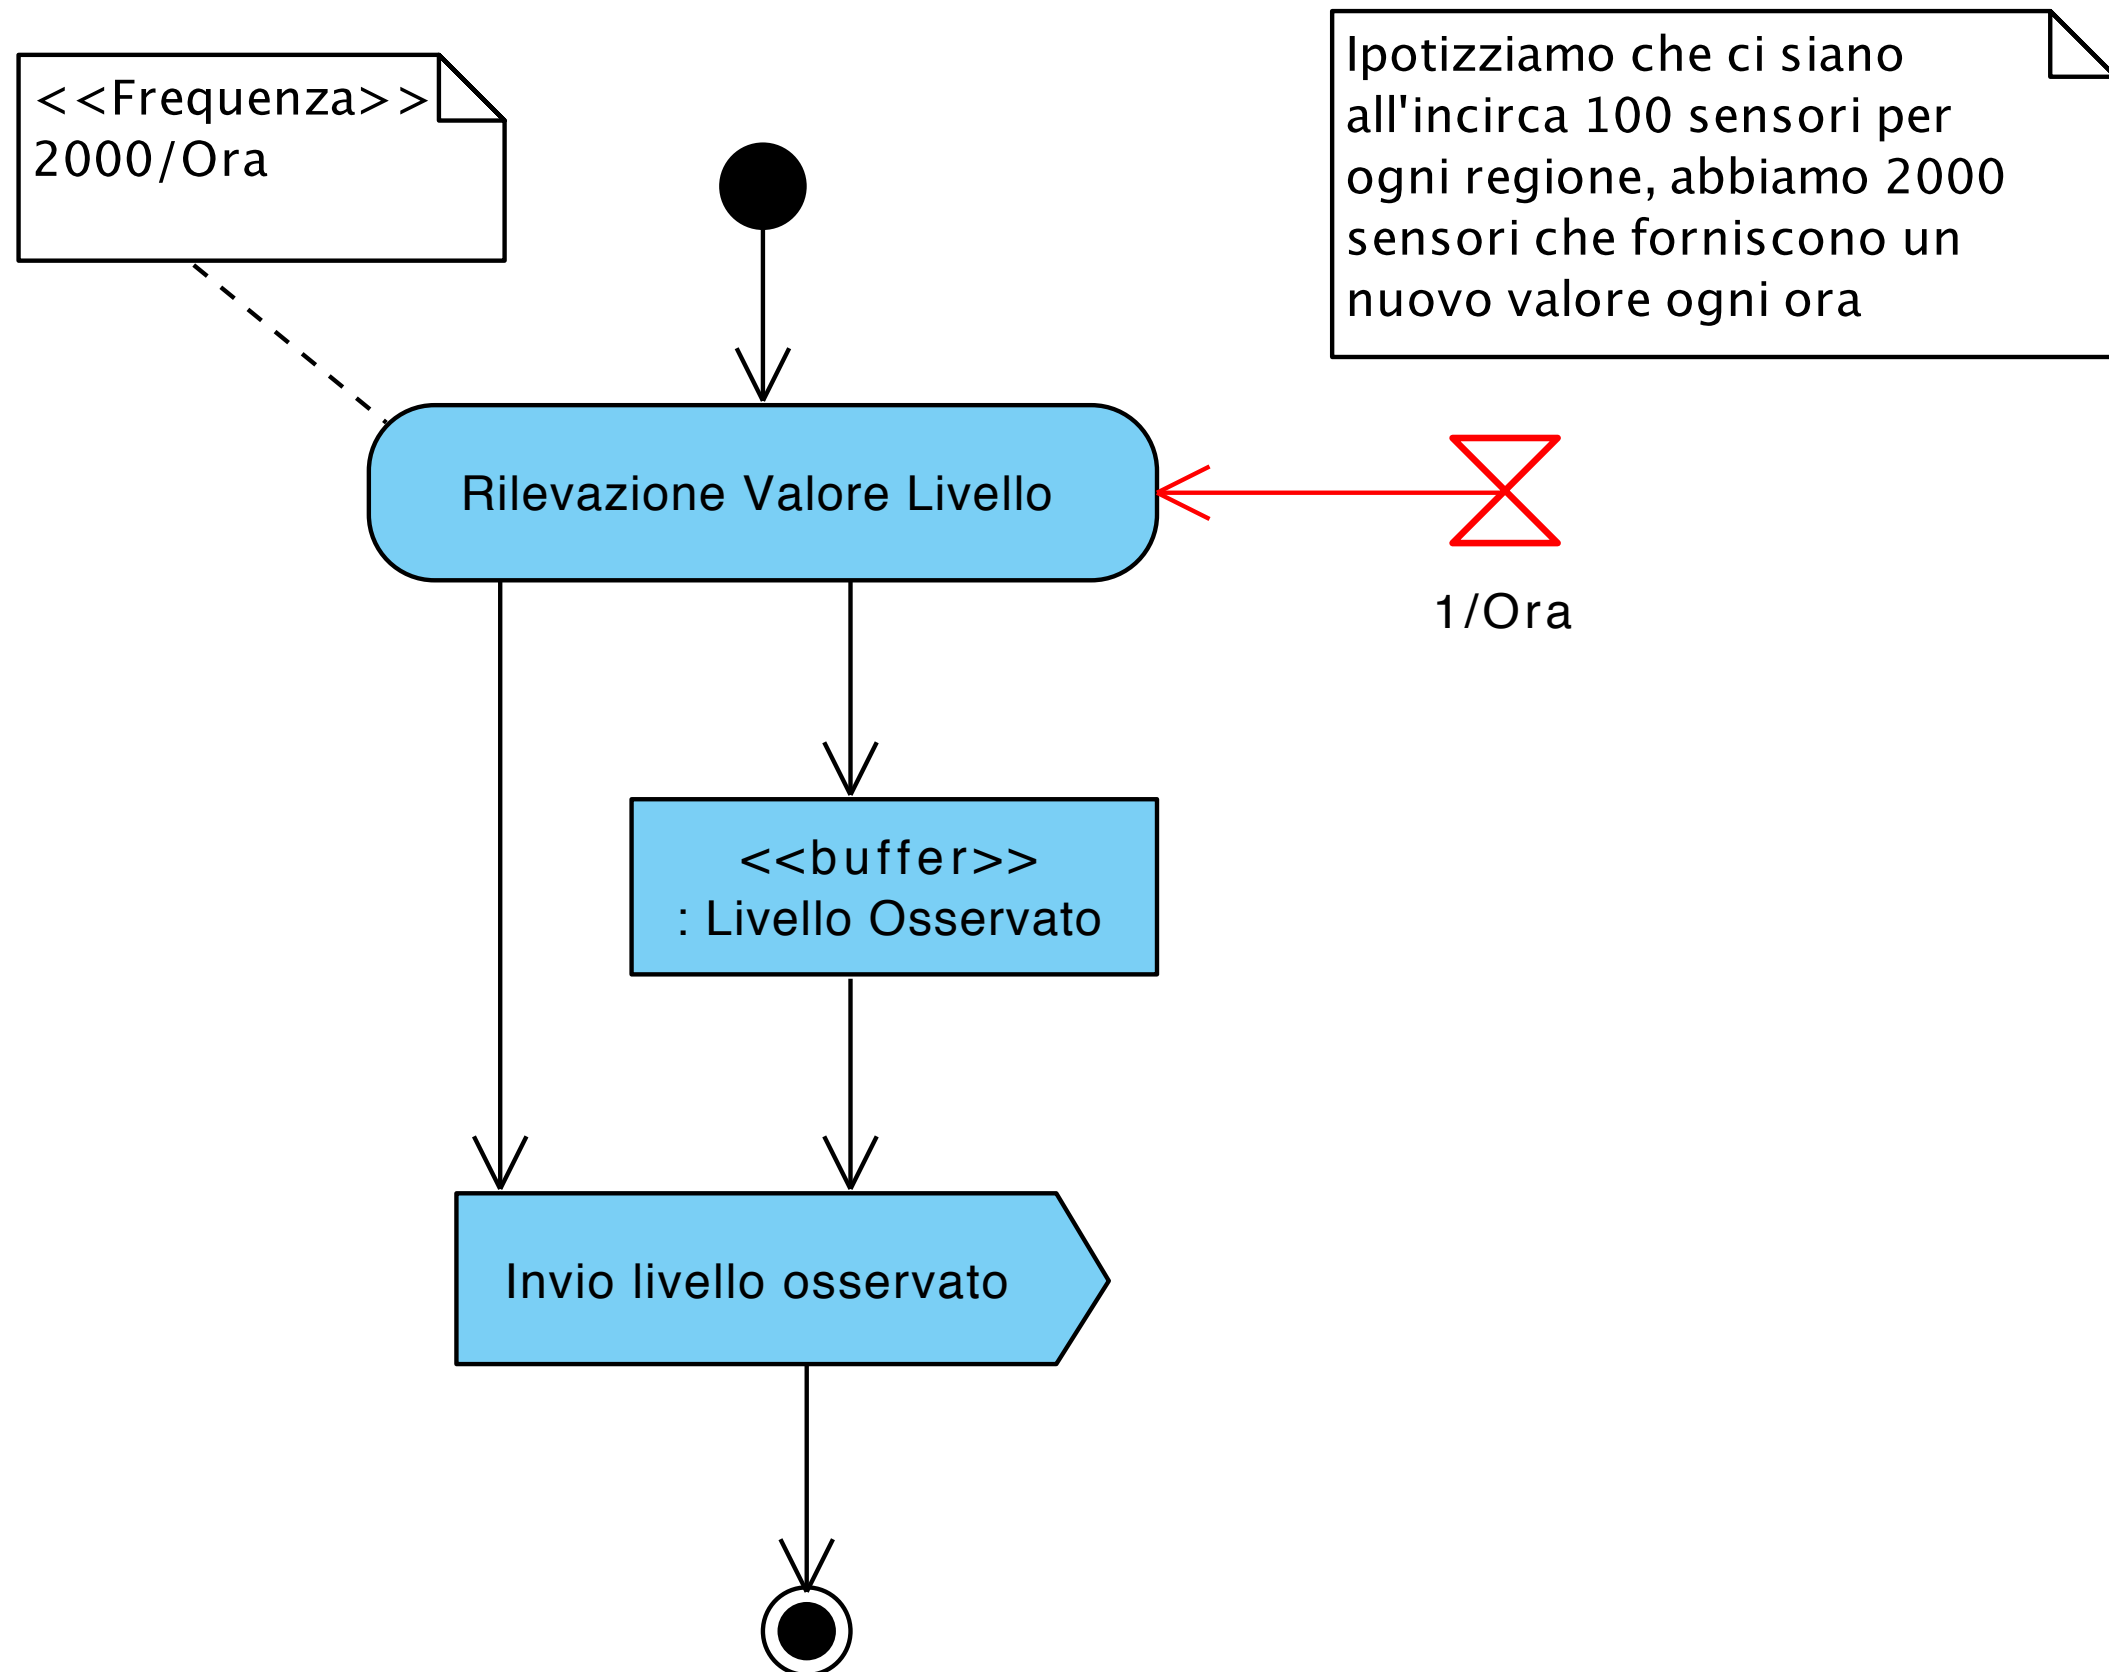 <<Frequenza>>
2000/Ora
Ipotizziamo che ci siano
all'incirca 100 sensori per
ogni regione, abbiamo 2000
sensori che forniscono un
nuovo valore ogni ora
Rilevazione Valore Livello
1/Ora
<<buffer>>
: Livello Osservato
Invio livello osservato